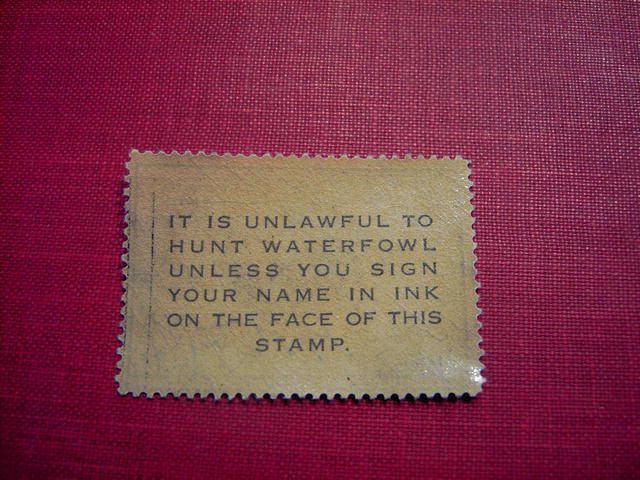 IT IS UNLAWFUL TO
HUNT WATERFOWL
UNLESS YOU SIGN
YOUR NAME IN INK
ON THE FACE OF THIS
STAMP.